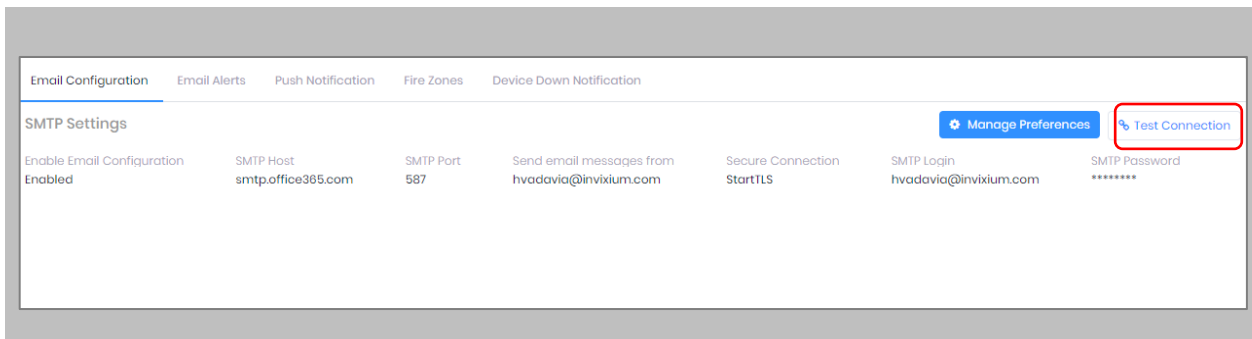 Email Configuration Email Alerts Push Notification Fire Zones Device Down Notification
SMTP Settings Manage Preferences Test Connection
Enable Email Configuration SMTP Host SMTP Port Send email messages from Secure Connection SMTP Login SMTP Password
Enabled smtp.office365.com 587 hvadavia@invixium.com StartTLS hvadavia@invixium.com ********